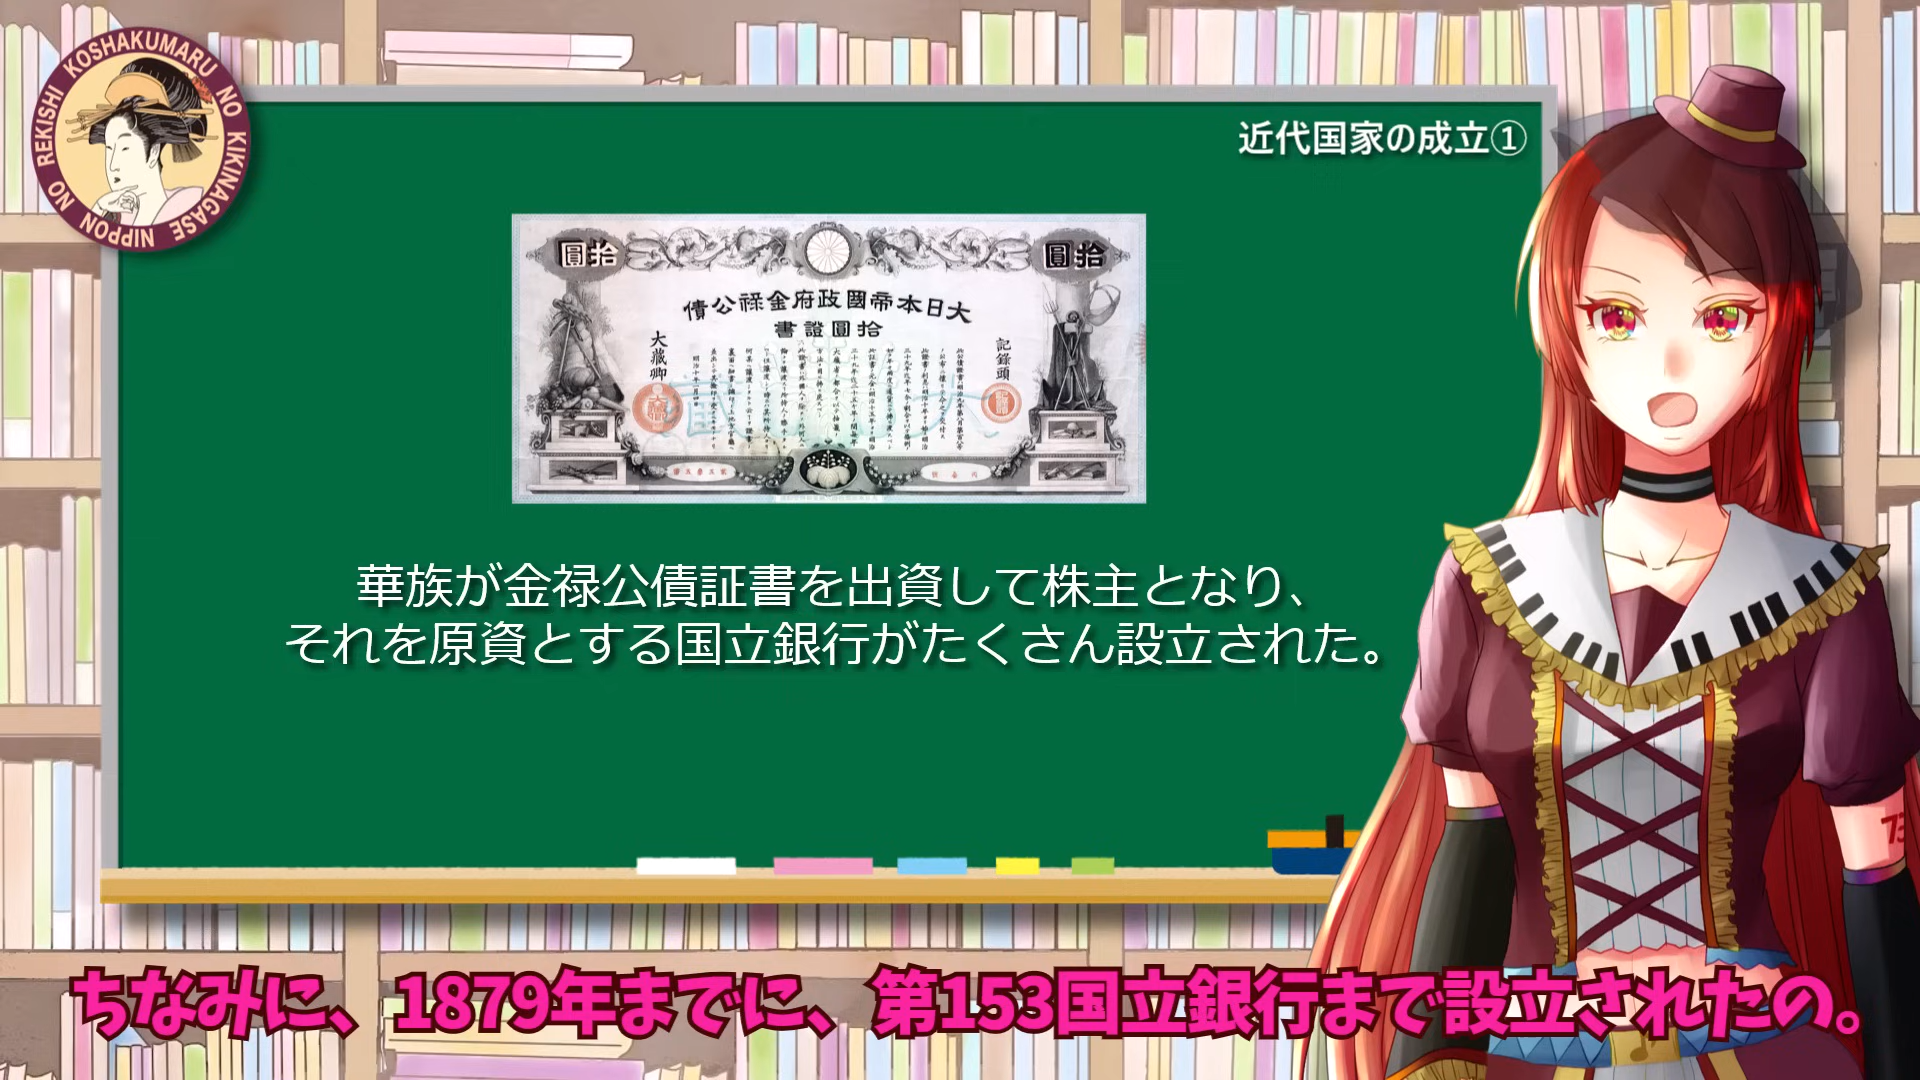 KOSHAKUMARU NO KIKINAGASE NIPPON NO REKISHI
近代国家の成立①
圓拾
圓拾
債公禄金府政國帝本日大
書證圓拾
記録頭
大藏卿
華族が金禄公債証書を出資して株主となり、
それを原資とする国立銀行がたくさん設立された。
73
ちなみに、1879年までに、第153国立銀行まで設立されたの。